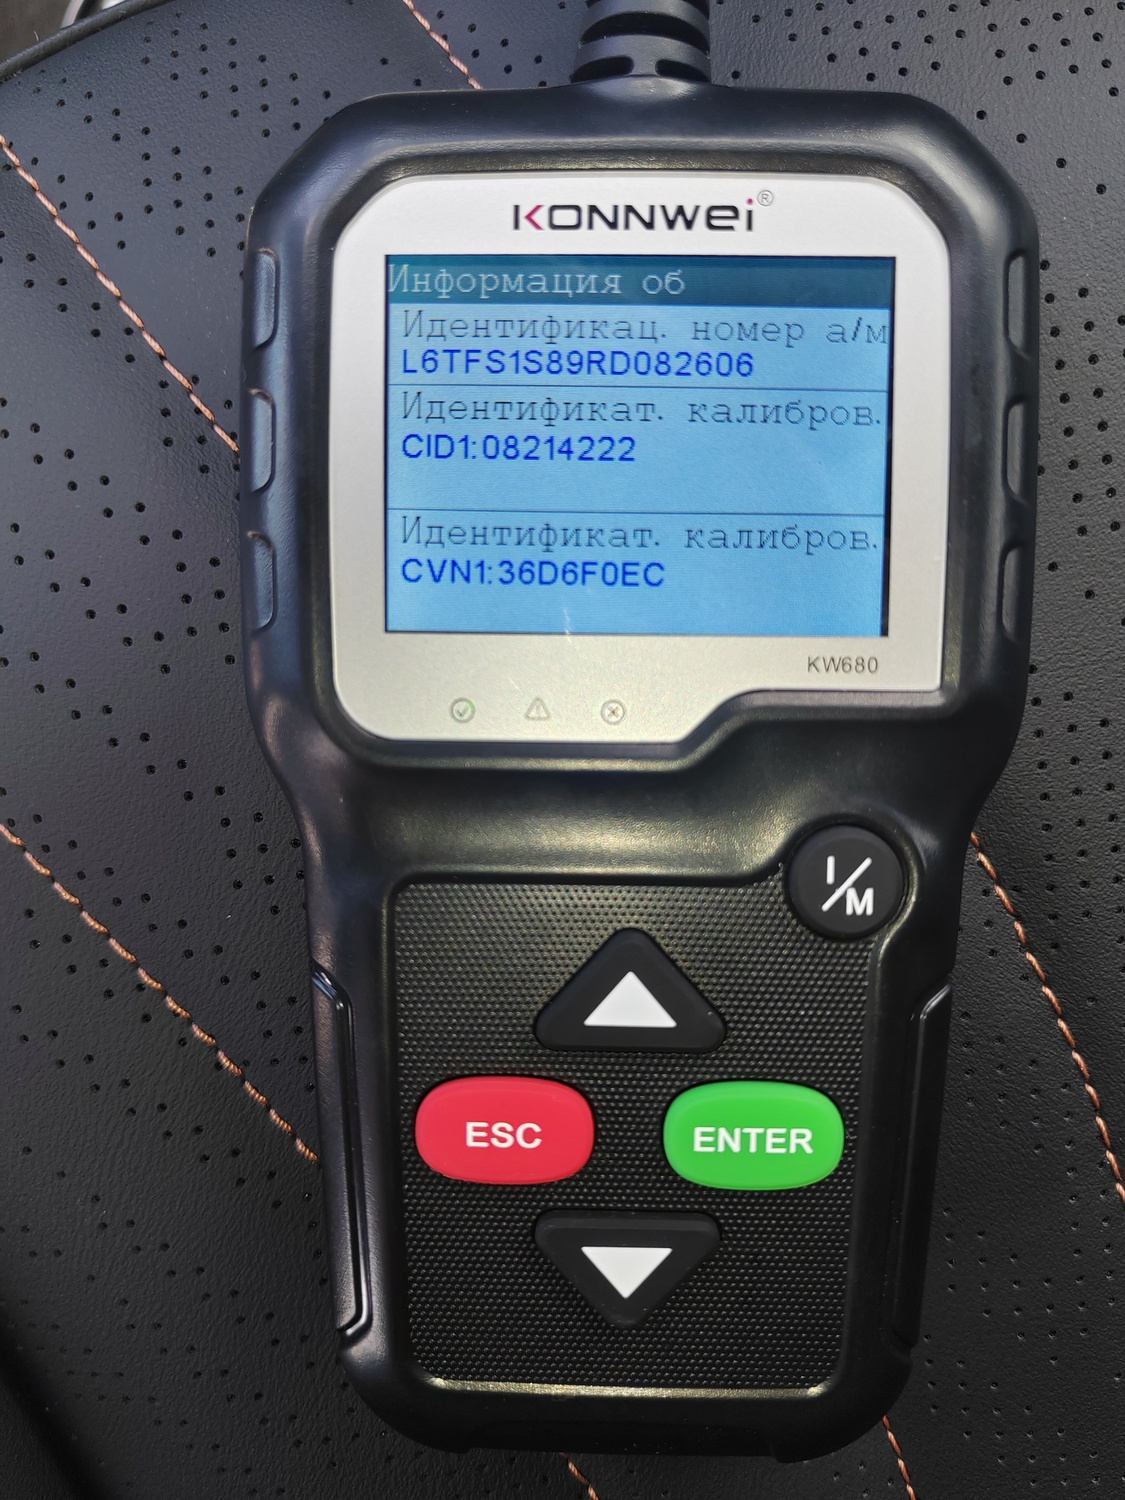 KONNWEI®
Информация об
Идентификац. номер а/м
L6TFS1S89RD082606
Идентификат. калибров.
CID1:08214222
Идентификат. калибров.
CVN1:36D6F0EC
KW680
I/M
ESC
ENTER